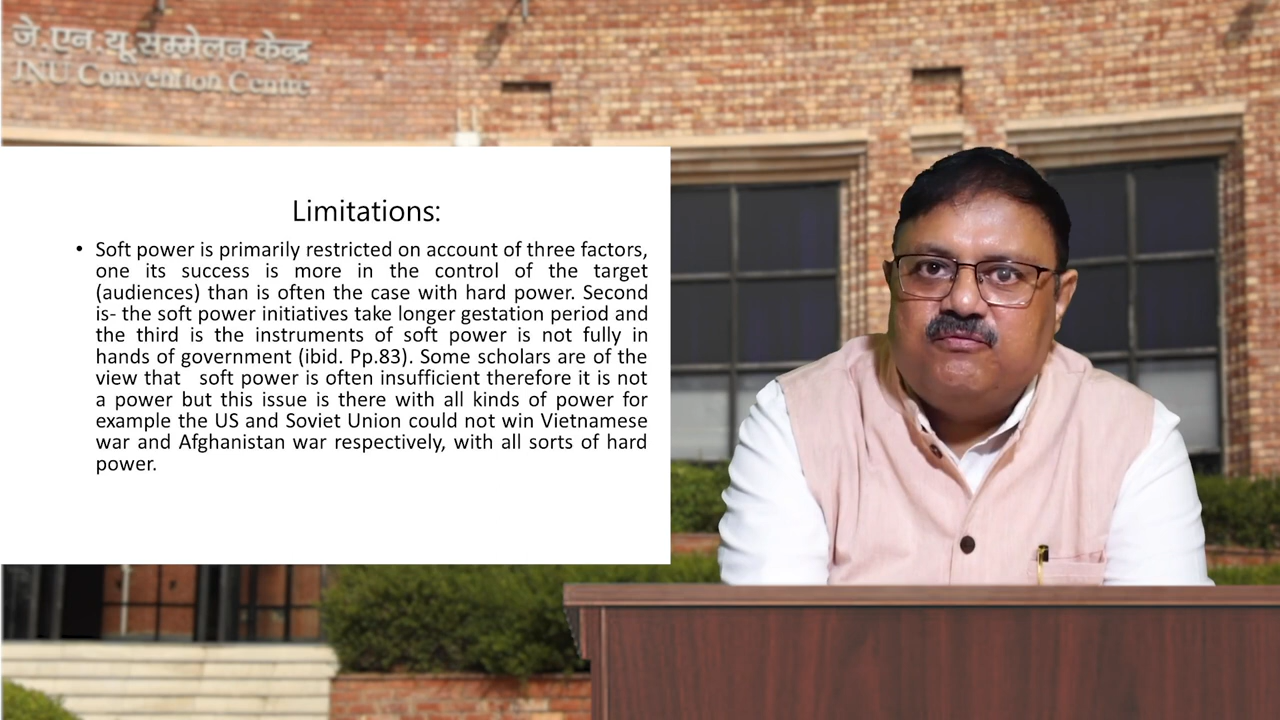 जे.एन.यू.सम्मेलन केन्द्र
JNU Convention Centre
Limitations:
• Soft power is primarily restricted on account of three factors,
one its success is more in the control of the target
(audiences) than is often the case with hard power. Second
is- the soft power initiatives take longer gestation period and
the third is the instruments of soft power is not fully in
hands of government (ibid. Pp.83). Some scholars are of the
view that soft power is often insufficient therefore it is not
a power but this issue is there with all kinds of power for
example the US and Soviet Union could not win Vietnamese
war and Afghanistan war respectively, with all sorts of hard
power.